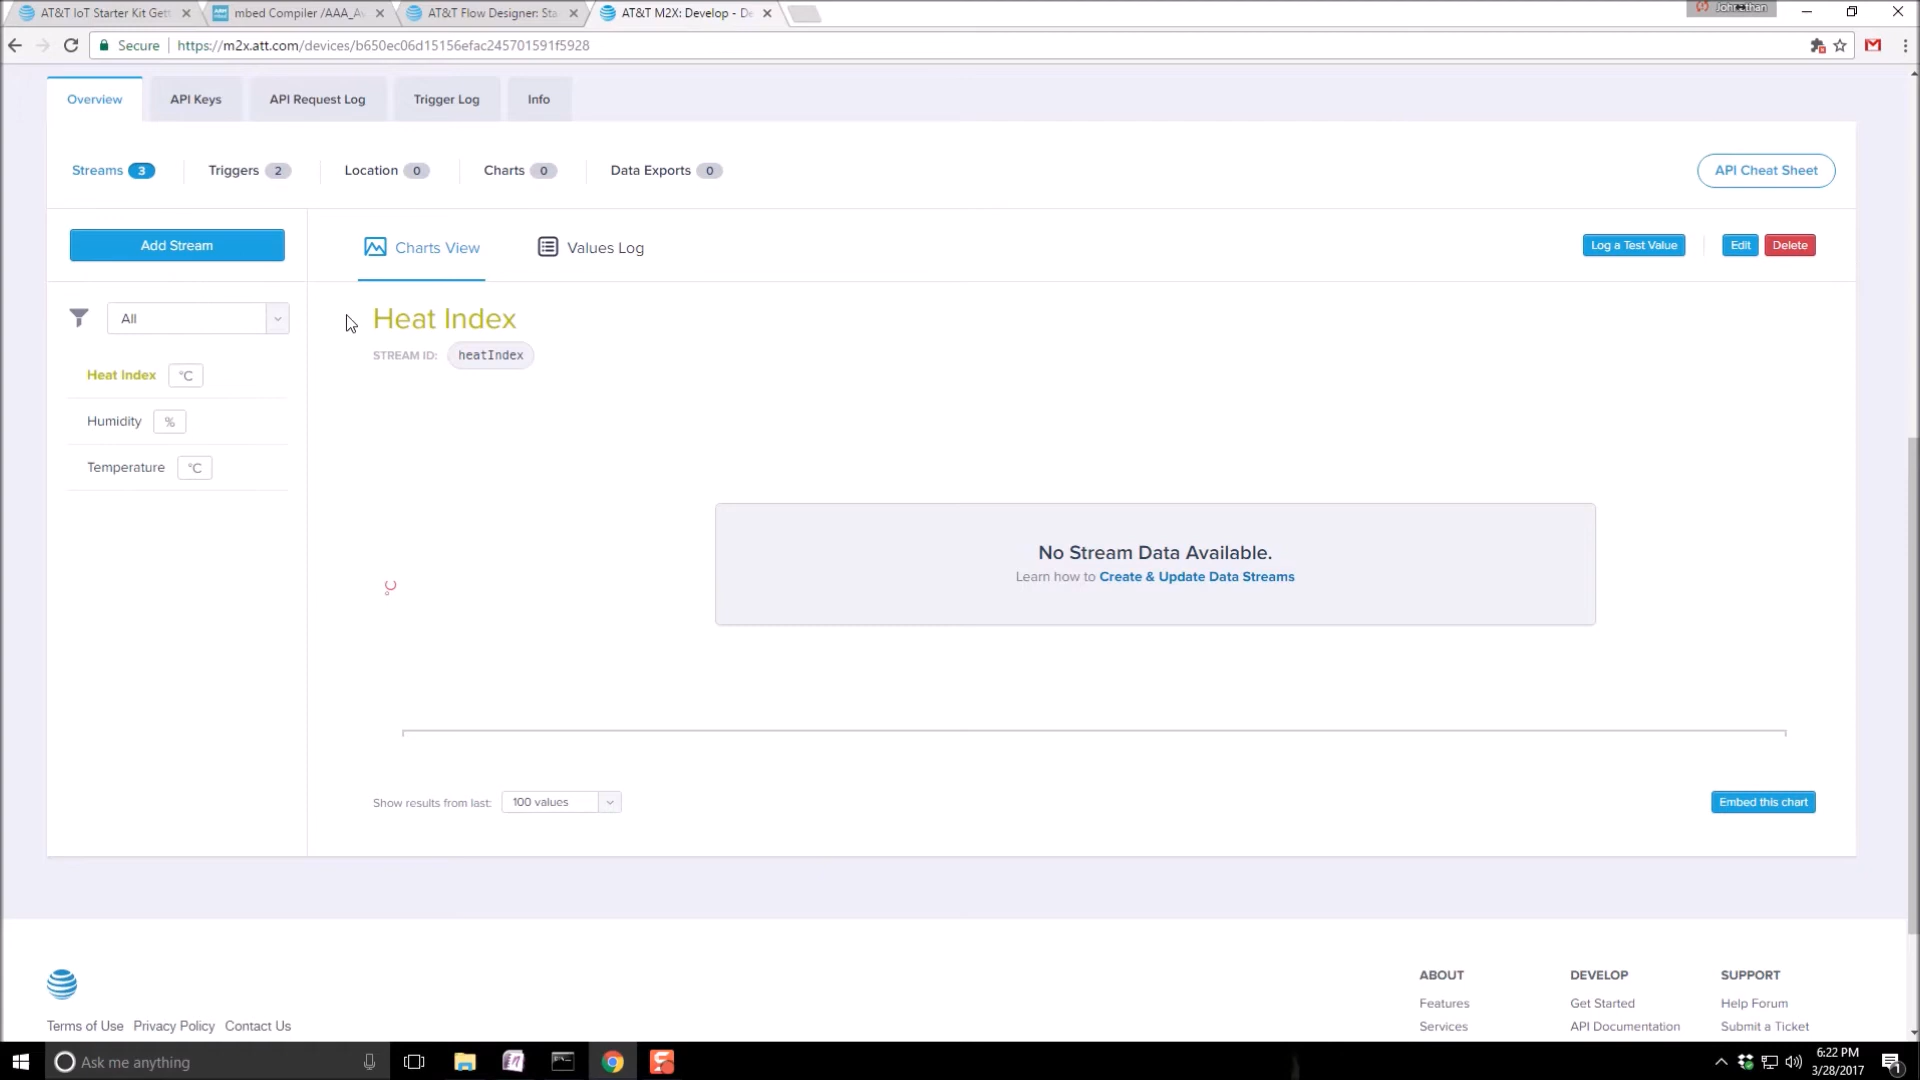 AT&T IoT Starter Kit Gett
mbed Compiler /AAA_A
AT&T Flow Designer: Sta
AT&T M2X: Develop - De
Johnathan
Secure
https://m2x.att.com/devices/b650ec06d15156efac245701591f5928
Overview
API Keys
API Request Log
Trigger Log
Info
Streams 3
Triggers 2
Location 0
Charts 0
Data Exports 0
API Cheat Sheet
Add Stream
Charts View
Values Log
Log a Test Value
Edit
Delete
All
Heat Index
STREAM ID: heatIndex
Heat Index °C
Humidity %
Temperature °C
No Stream Data Available.
Learn how to Create & Update Data Streams
°C
Show results from last: 100 values
Embed this chart
ABOUT
DEVELOP
SUPPORT
Features
Get Started
Help Forum
Terms of Use Privacy Policy Contact Us
Services
API Documentation
Submit a Ticket
Ask me anything
6:22 PM
3/28/2017
1